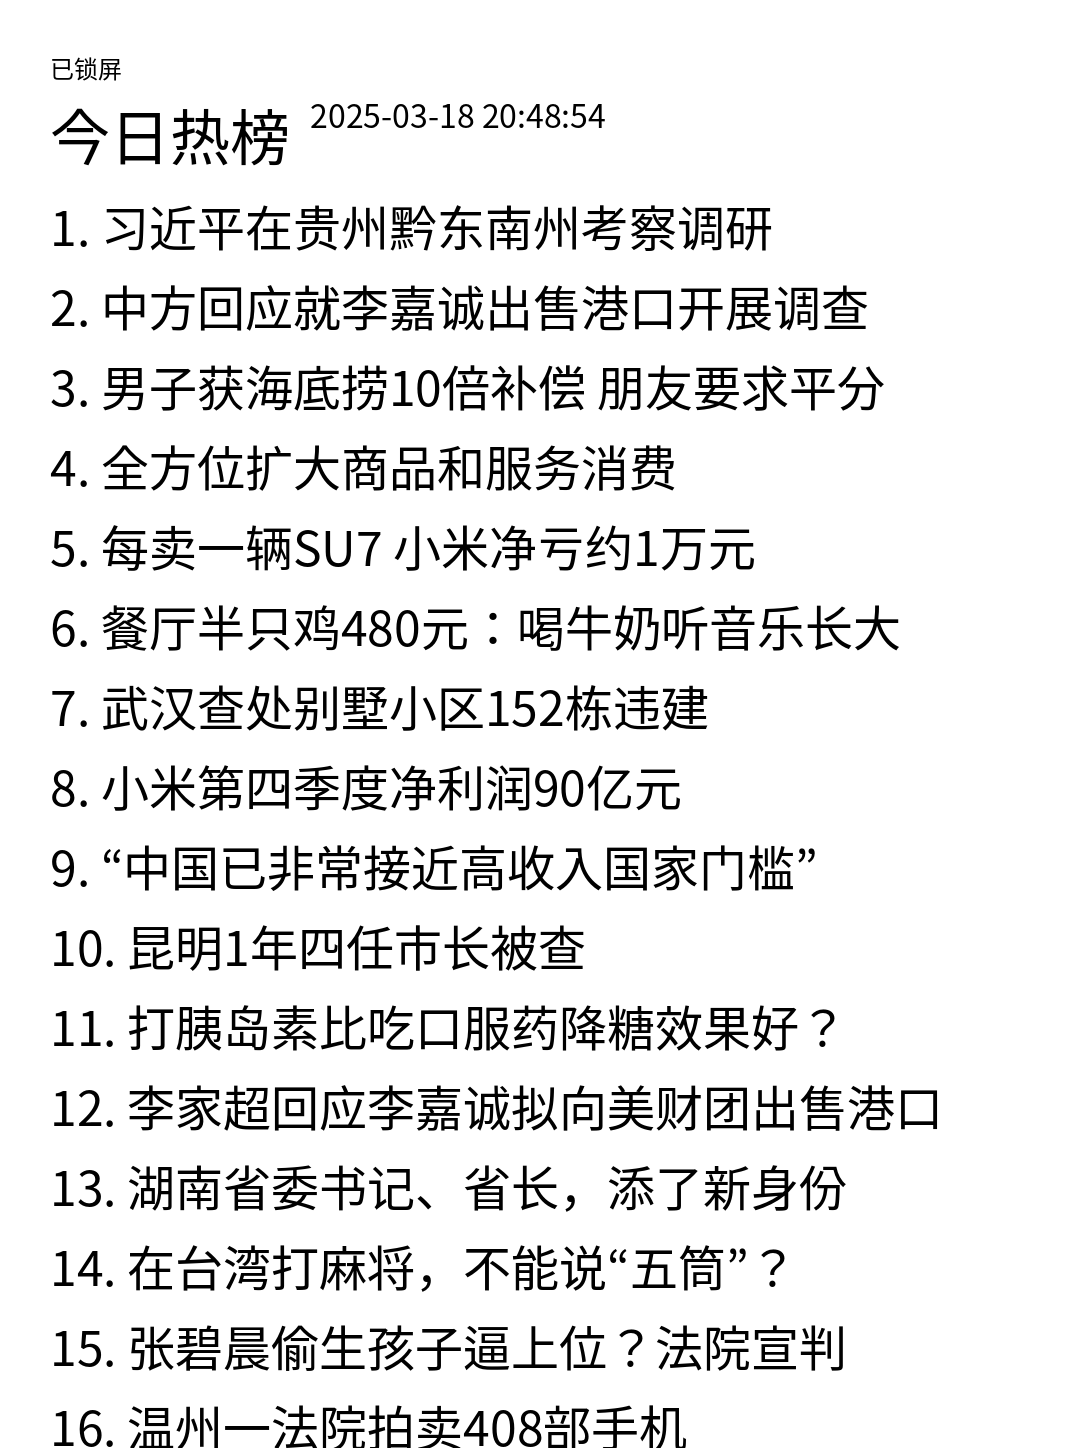 已锁屏
今日热榜 2025-03-18 20:48:54
1. 习近平在贵州黔东南州考察调研
2. 中方回应就李嘉诚出售港口开展调查
3. 男子获海底捞10倍补偿 朋友要求平分
4. 全方位扩大商品和服务消费
5. 每卖一辆SU7 小米净亏约1万元
6. 餐厅半只鸡480元：喝牛奶听音乐长大
7. 武汉查处别墅小区152栋违建
8. 小米第四季度净利润90亿元
9. “中国已非常接近高收入国家门槛”
10. 昆明1年四任市长被查
11. 打胰岛素比吃口服药降糖效果好？
12. 李家超回应李嘉诚拟向美财团出售港口
13. 湖南省委书记、省长，添了新身份
14. 在台湾打麻将，不能说“五筒”？
15. 张碧晨偷生孩子逼上位？法院宣判
16. 温州一法院拍卖408部手机